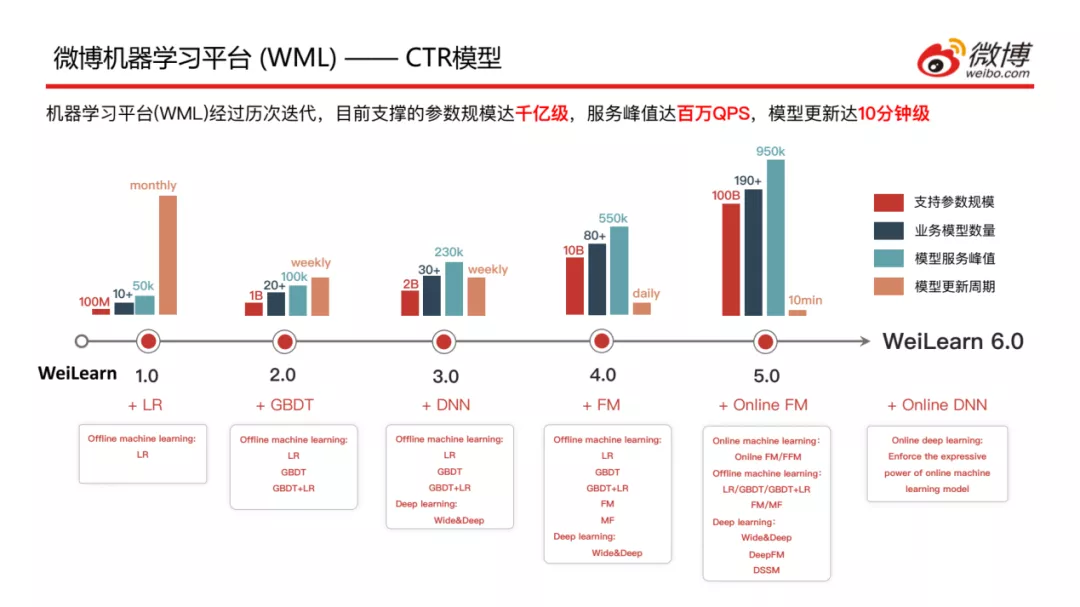 微博机器学习平台 (WML) —— CTR模型
微博
weibo.com
机器学习平台(WML)经过历次迭代，目前支撑的参数规模达千亿级，服务峰值达百万QPS，模型更新达10分钟级
monthly
100M
10+
50k
weekly
1B
20+
100k
230k
weekly
2B
30+
550k
10B
80+
daily
950k
100B
190+
10min
支持参数规模
业务模型数量
模型服务峰值
模型更新周期
WeiLearn 6.0
WeiLearn
1.0
2.0
3.0
4.0
5.0
+ LR
+ GBDT
+ DNN
+ FM
+ Online FM
+ Online DNN
Offline machine learning:
LR
Offline machine learning:
LR
GBDT
GBDT+LR
Offline machine learning:
LR
GBDT
GBDT+LR
Deep learning:
Wide&Deep
Offline machine learning:
LR
GBDT
GBDT+LR
FM
MF
Deep learning:
Wide&Deep
Online machine learning：
Online FM/FFM
Offline machine learning：
LR/GBDT/GBDT+LR
FM/MF
Deep learning：
Wide&Deep
DeepFM
DSSM
Online deep learning:
Enforce the expressive
power of online machine
learning model